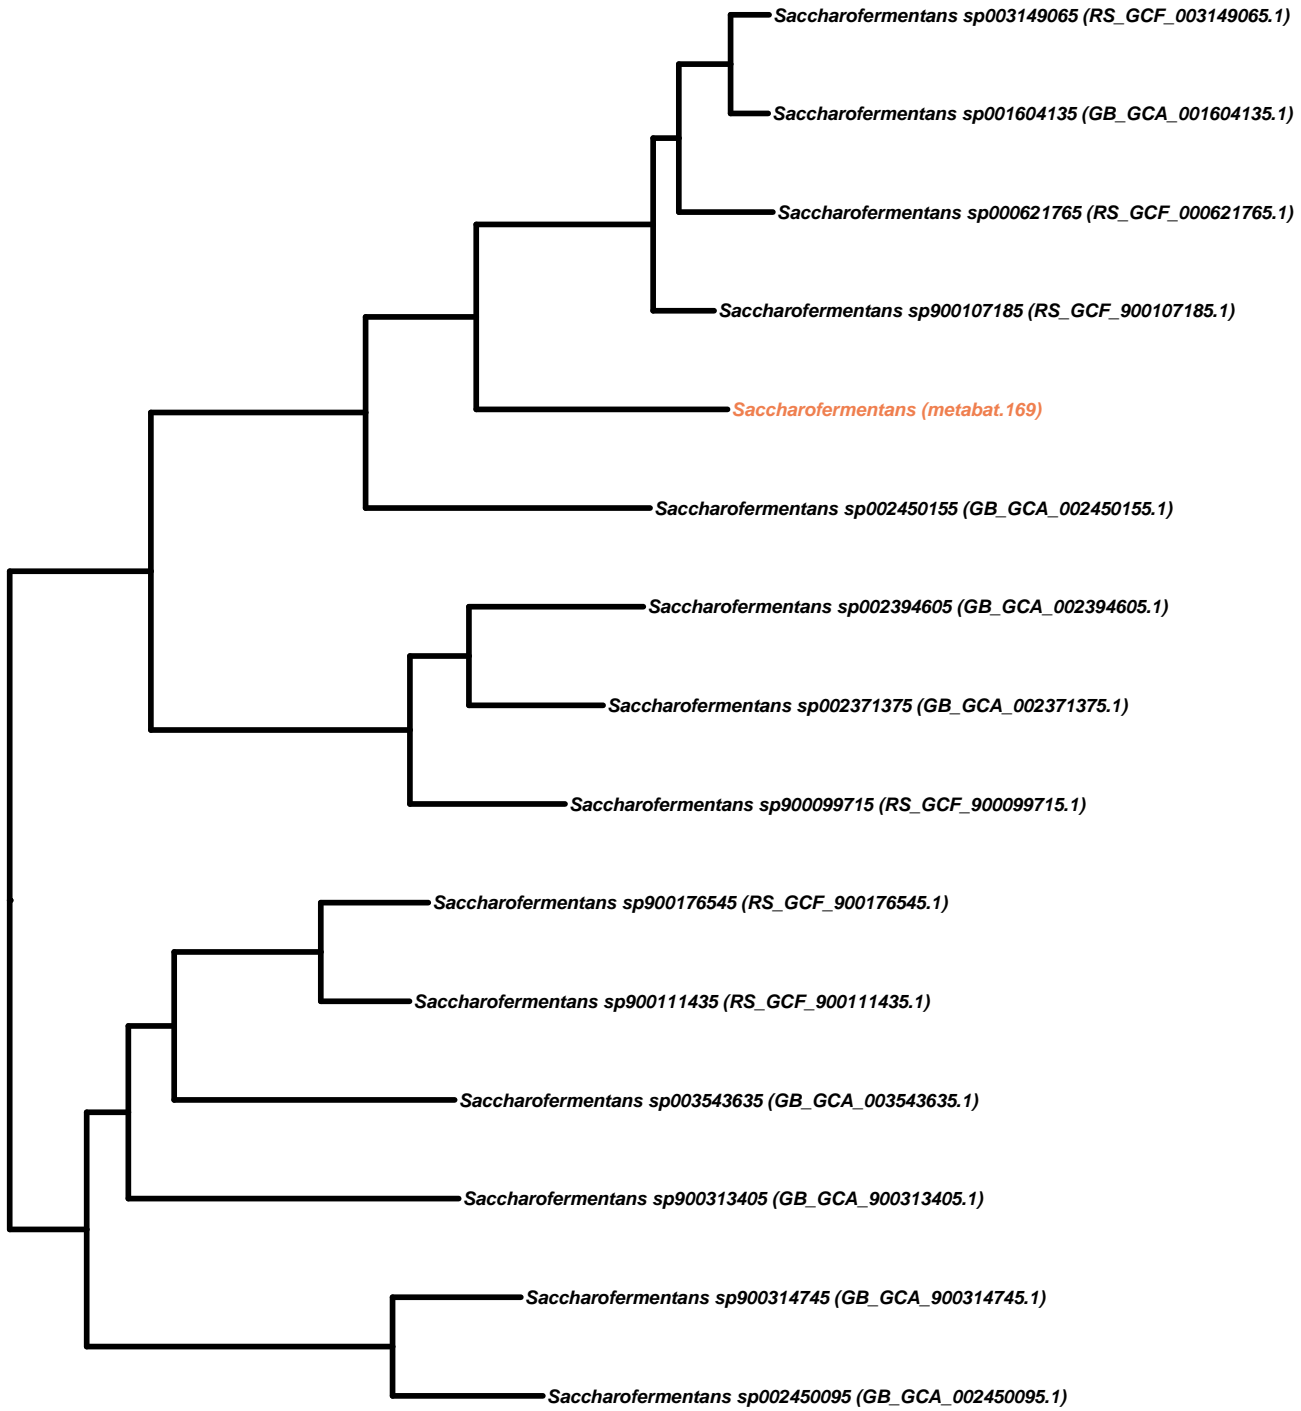 Saccharofermentans sp003149065 (RS_GCF_003149065.1)
Saccharofermentans sp001604135 (GB_GCA_001604135.1)
Saccharofermentans sp000621765 (RS_GCF_000621765.1)
Saccharofermentans sp900107185 (RS_GCF_900107185.1)
Saccharofermentans (metabat.169)
Saccharofermentans sp002450155 (GB_GCA_002450155.1)
Saccharofermentans sp002394605 (GB_GCA_002394605.1)
Saccharofermentans sp002371375 (GB_GCA_002371375.1)
Saccharofermentans sp900099715 (RS_GCF_900099715.1)
Saccharofermentans sp900176545 (RS_GCF_900176545.1)
Saccharofermentans sp900111435 (RS_GCF_900111435.1)
Saccharofermentans sp003543635 (GB_GCA_003543635.1)
Saccharofermentans sp900313405 (GB_GCA_900313405.1)
Saccharofermentans sp900314745 (GB_GCA_900314745.1)
Saccharofermentans sp002450095 (GB_GCA_002450095.1)